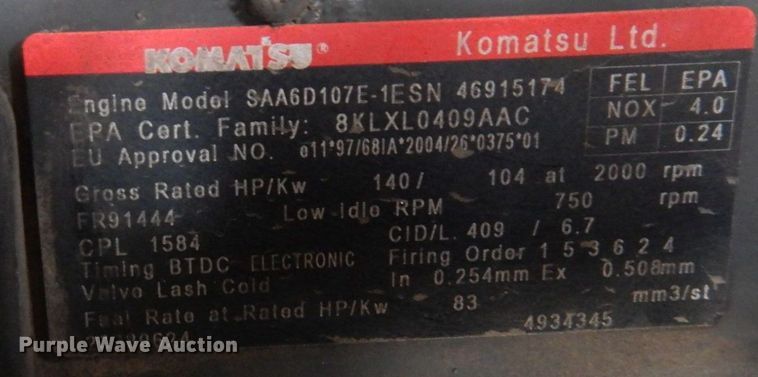 KOMATSU® Komatsu Ltd.
Engine Model SAA6D107E-1ESN 46915174
FEL EPA
EPA Cert. Family: 8KLXL0409AAC
NOX 4.0
EU Approval NO. e11*97/68IA*2004/26*0375*01
PM 0.24
Gross Rated HP/Kw 140/ 104 at 2000 rpm
FR91444 Low Idle RPM 750 rpm
CPL 1584 CID/L. 409 / 6.7
Timing BTDC ELECTRONIC Firing Order 1 5 3 6 2 4
Valve Lash Cold In 0.254mm Ex 0.508mm
Fuel Rate at Rated HP/Kw 83 mm3/st
4934345
Purple Wave Auction